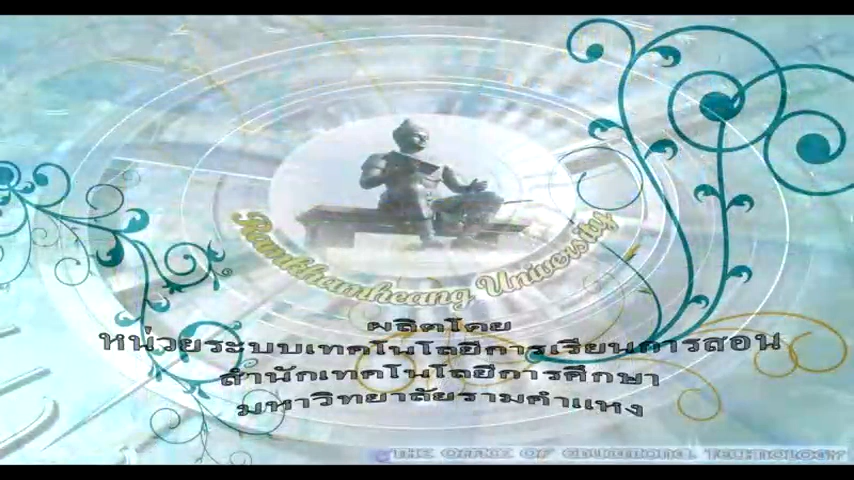 Ramkhamheang University
ผลิตโดย
หน่วยระบบเทคโนโลยีการเรียนการสอน
สำนักเทคโนโลยีการศึกษา
มหาวิทยาลัยรามคำแหง
THE OFFICE OF EDUCATIONAL TECHNOLOGY